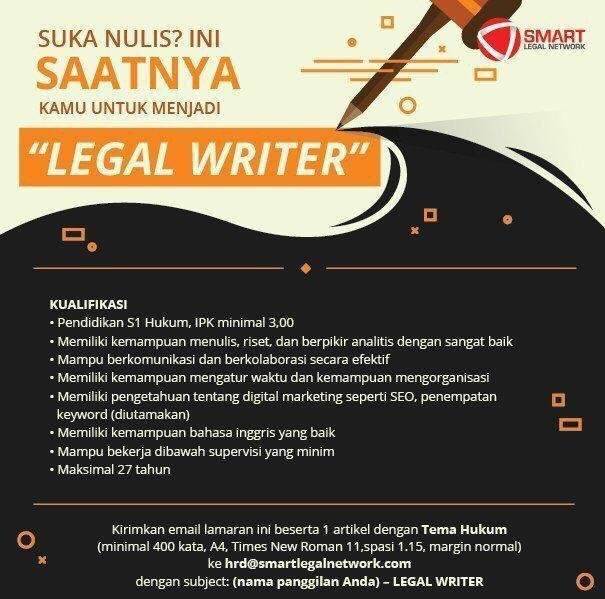 SUKA NULIS? INI
SAATNYA
KAMU UNTUK MENJADI
"LEGAL WRITER"
SMART
LEGAL NETWORK
KUALIFIKASI
• Pendidikan S1 Hukum, IPK minimal 3,00
• Memiliki kemampuan menulis, riset, dan berpikir analitis dengan sangat baik
• Mampu berkomunikasi dan berkolaborasi secara efektif
• Memiliki kemampuan mengatur waktu dan kemampuan mengorganisasi
• Memiliki pengetahuan tentang digital marketing seperti SEO, penempatan
keyword (diutamakan)
• Memiliki kemampuan bahasa inggris yang baik
• Mampu bekerja dibawah supervisi yang minim
• Maksimal 27 tahun
Kirimkan email lamaran ini beserta 1 artikel dengan Tema Hukum
(minimal 400 kata, A4, Times New Roman 11,spasi 1.15, margin normal)
ke hrd@smartlegalnetwork.com
dengan subject: (nama panggilan Anda) – LEGAL WRITER